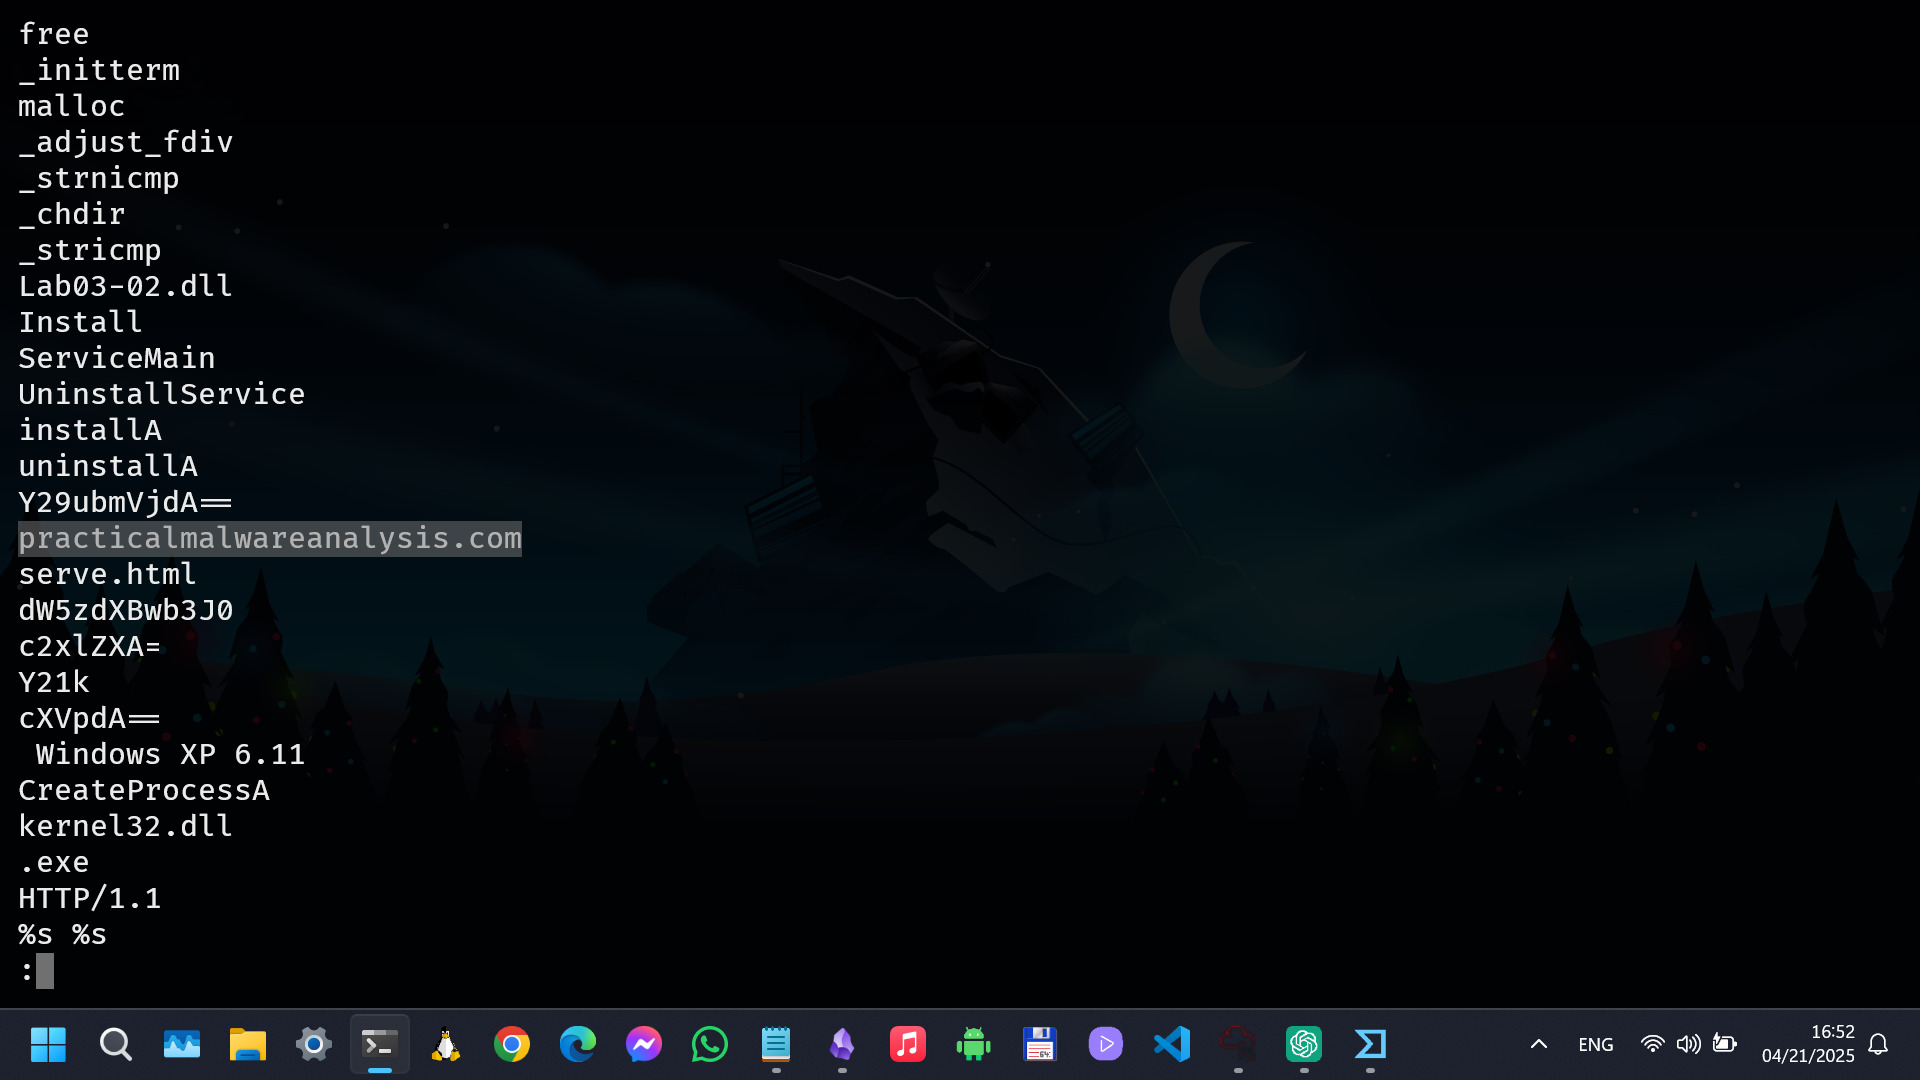 free
_initterm
malloc
_adjust_fdiv
_strnicmp
_chdir
_stricmp
Lab03-02.dll
Install
ServiceMain
UninstallService
installA
uninstallA
Y29ubmVjdA==
practicalmalwareanalysis.com
serve.html
dW5zdXBwb3J0
c2xlZXA=
Y21k
cXVpdA==
 Windows XP 6.11
CreateProcessA
kernel32.dll
.exe
HTTP/1.1
%s %s
:
64
ENG
16:52
04/21/2025